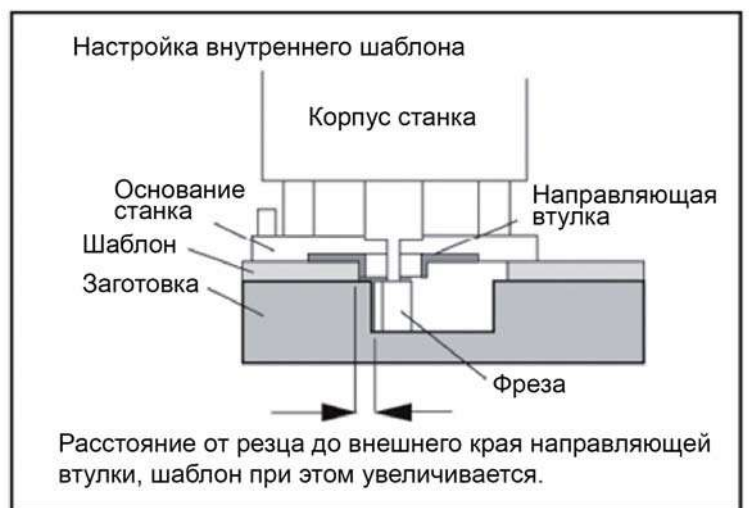 Настройка внутреннего шаблона
Корпус станка
Основание
станка
Направляющая
втулка
Шаблон
Заготовка
Фреза
Расстояние от резца до внешнего края направляющей
втулки, шаблон при этом увеличивается.